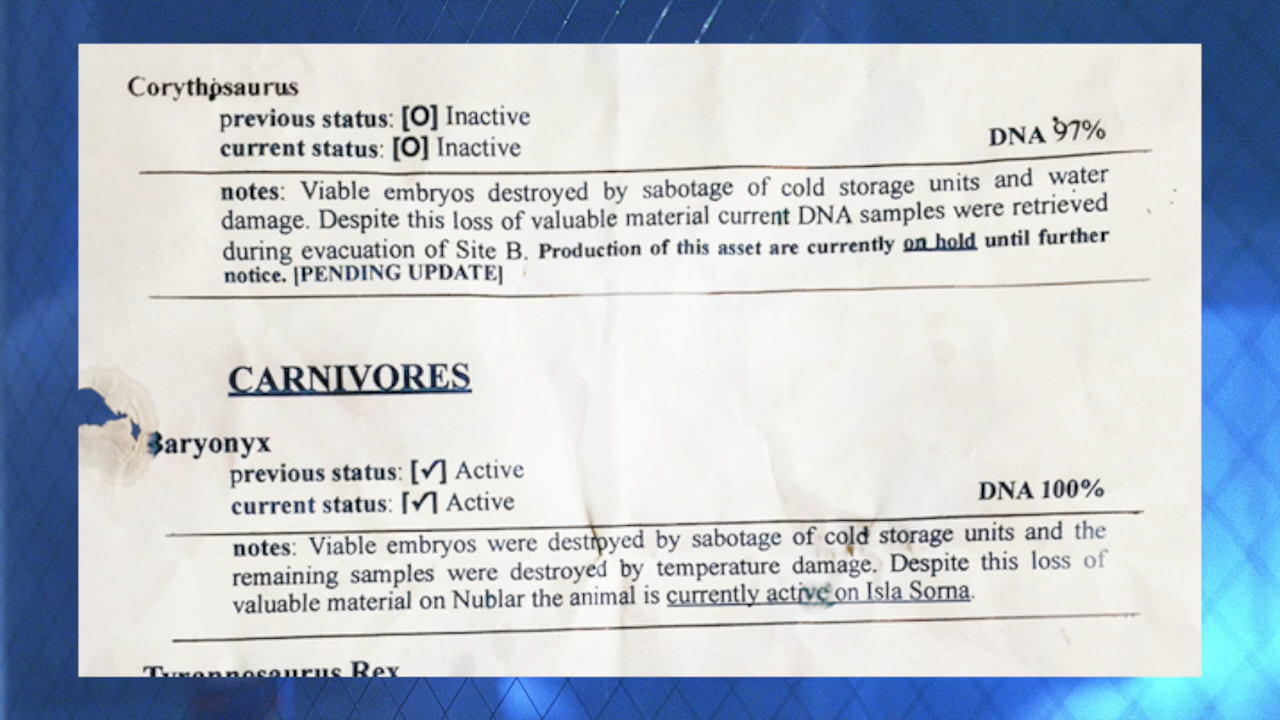 Corythosaurus
previous status: [O] Inactive
current status: [O] Inactive
DNA 97%
notes: Viable embryos destroyed by sabotage of cold storage units and water
damage. Despite this loss of valuable material current DNA samples were retrieved
during evacuation of Site B. Production of this asset are currently on hold until further
notice. [PENDING UPDATE]
CARNIVORES
Baryonyx
previous status: [✓] Active
current status: [✓] Active
DNA 100%
notes: Viable embryos were destroyed by sabotage of cold storage units and the
remaining samples were destroyed by temperature damage. Despite this loss of
valuable material on Nublar the animal is currently active on Isla Sorna.
Tyrannosaurus Rex